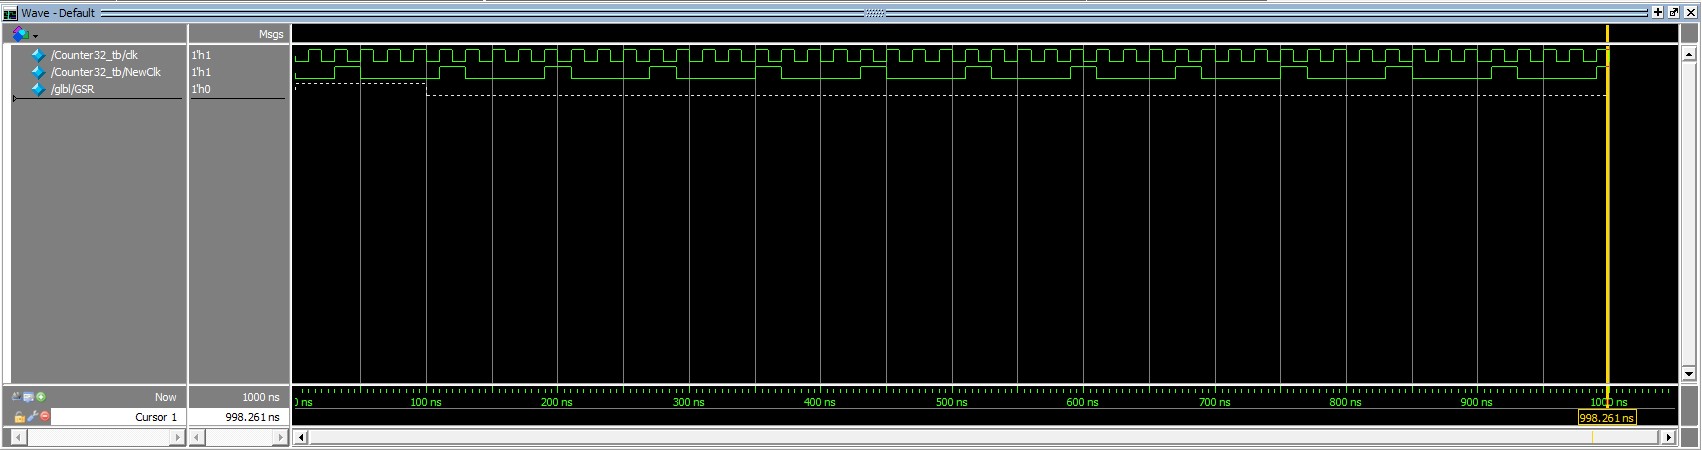 Wave - Default
Msgs
/Counter32_tb/clk 1'h1
/Counter32_tb/NewClk 1'h1
/glbl/GSR 1'h0
Now 1000 ns
Cursor 1 998.261 ns
)ns 100 ns 200 ns 300 ns 400 ns 500 ns 600 ns 700 ns 800 ns 900 ns 1000 ns
998.261 ns